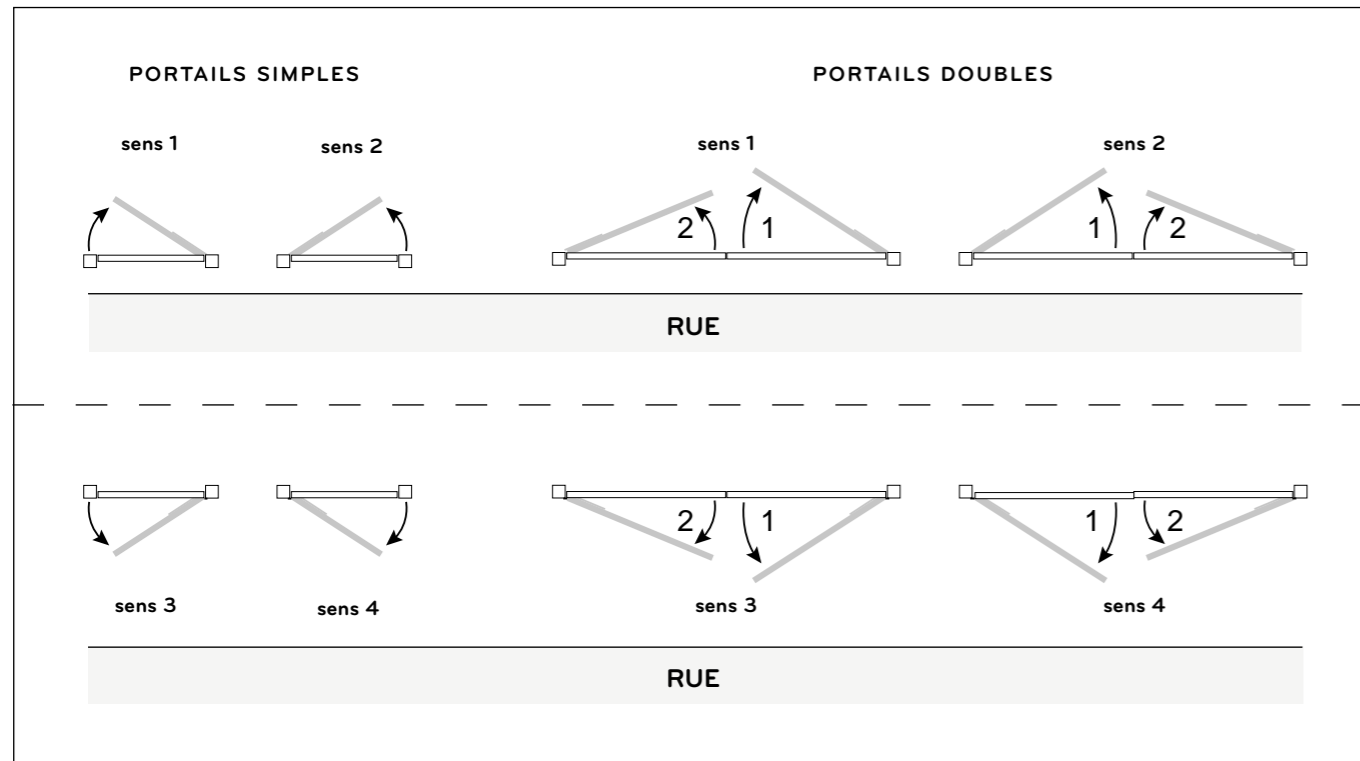 PORTAILS SIMPLES
PORTAILS DOUBLES
sens 1
sens 2
sens 1
sens 2
2
1
1
2
RUE
2
1
1
2
sens 3
sens 4
sens 3
sens 4
RUE